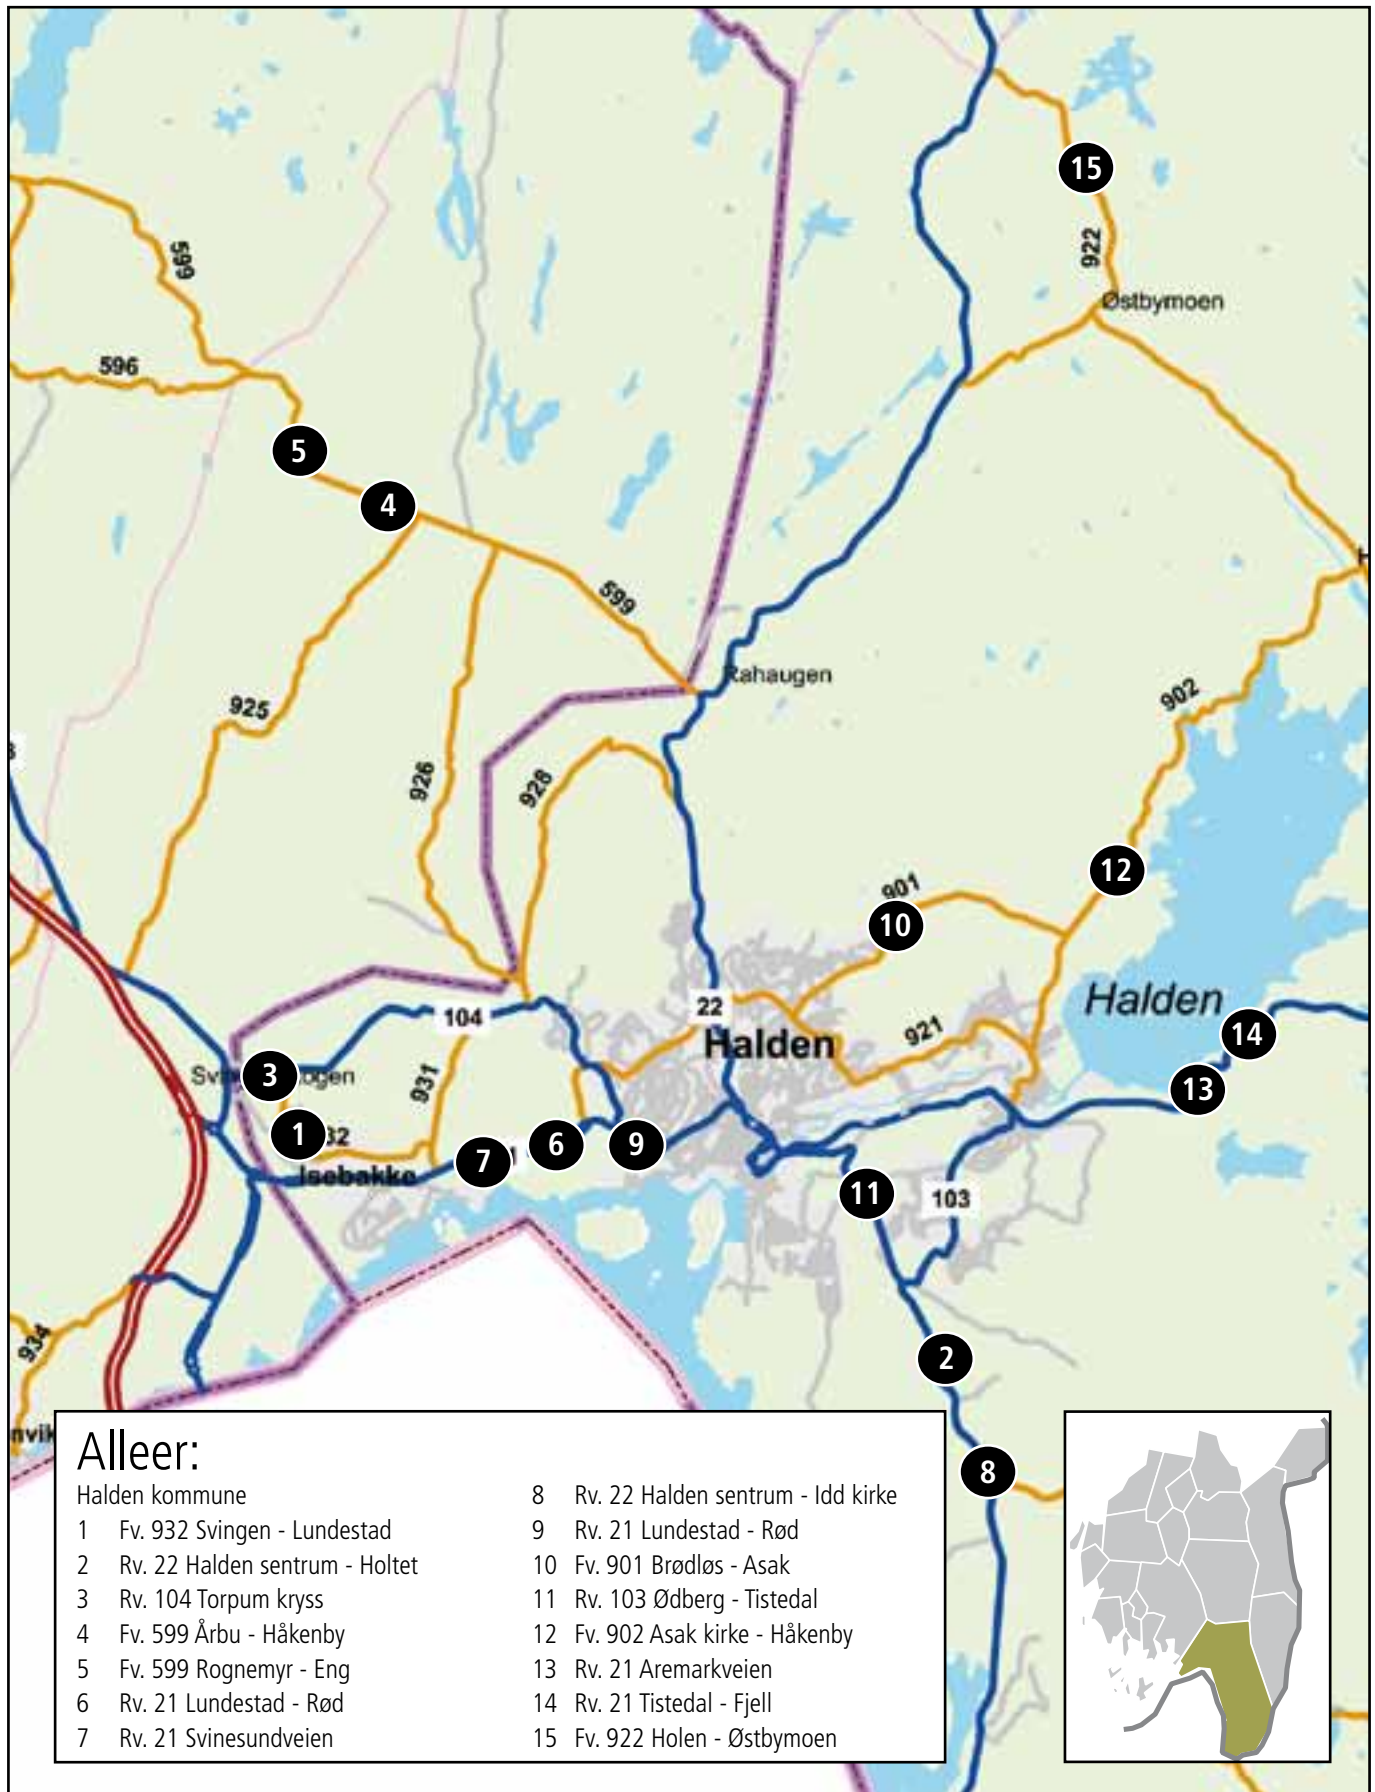 15
922
Østbymoen
599
596
5
4
599
Rahaugen
925
902
926
928
12
901
10
22
104
Halden
Halden
921
14
3
931
13
1
32
7
6
9
Isebakke
11
103
934
2
8
nvik
Alleer:
Halden kommune
1 Fv. 932 Svingen - Lundestad
2 Rv. 22 Halden sentrum - Holtet
3 Rv. 104 Torpum kryss
4 Fv. 599 Årbu - Håkenby
5 Fv. 599 Rognemyr - Eng
6 Rv. 21 Lundestad - Rød
7 Rv. 21 Svinesundveien
8 Rv. 22 Halden sentrum - Idd kirke
9 Rv. 21 Lundestad - Rød
10 Fv. 901 Brødløs - Asak
11 Rv. 103 Ødberg - Tistedal
12 Fv. 902 Asak kirke - Håkenby
13 Rv. 21 Aremarkveien
14 Rv. 21 Tistedal - Fjell
15 Fv. 922 Holen - Østbymoen